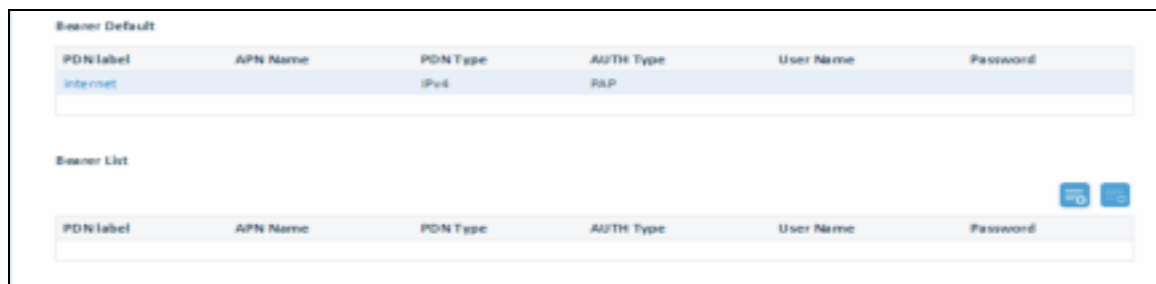 Bearer Default
PDN label APN Name PDN Type AUTH Type User Name Password
internet IPv4 PAP
Bearer List
PDN label APN Name PDN Type AUTH Type User Name Password